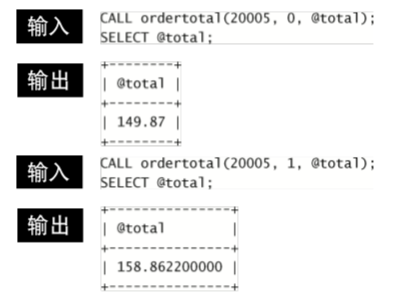 输入
CALL ordertotal(20005, 0, @total);
SELECT @total;
输出
+--------+
| @total |
+--------+
| 149.87 |
+--------+
输入
CALL ordertotal(20005, 1, @total);
SELECT @total;
输出
+---------------+
| @total        |
+---------------+
| 158.862200000 |
+---------------+